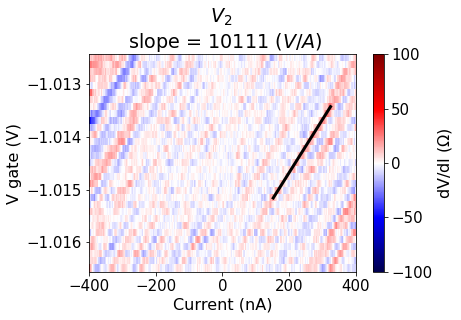 V₂
slope = 10111 (V/A)
−1.013
−1.014
−1.015
−1.016
V gate (V)
−400
−200
0
200
400
Current (nA)
100
50
0
−50
−100
dV/dI (Ω)